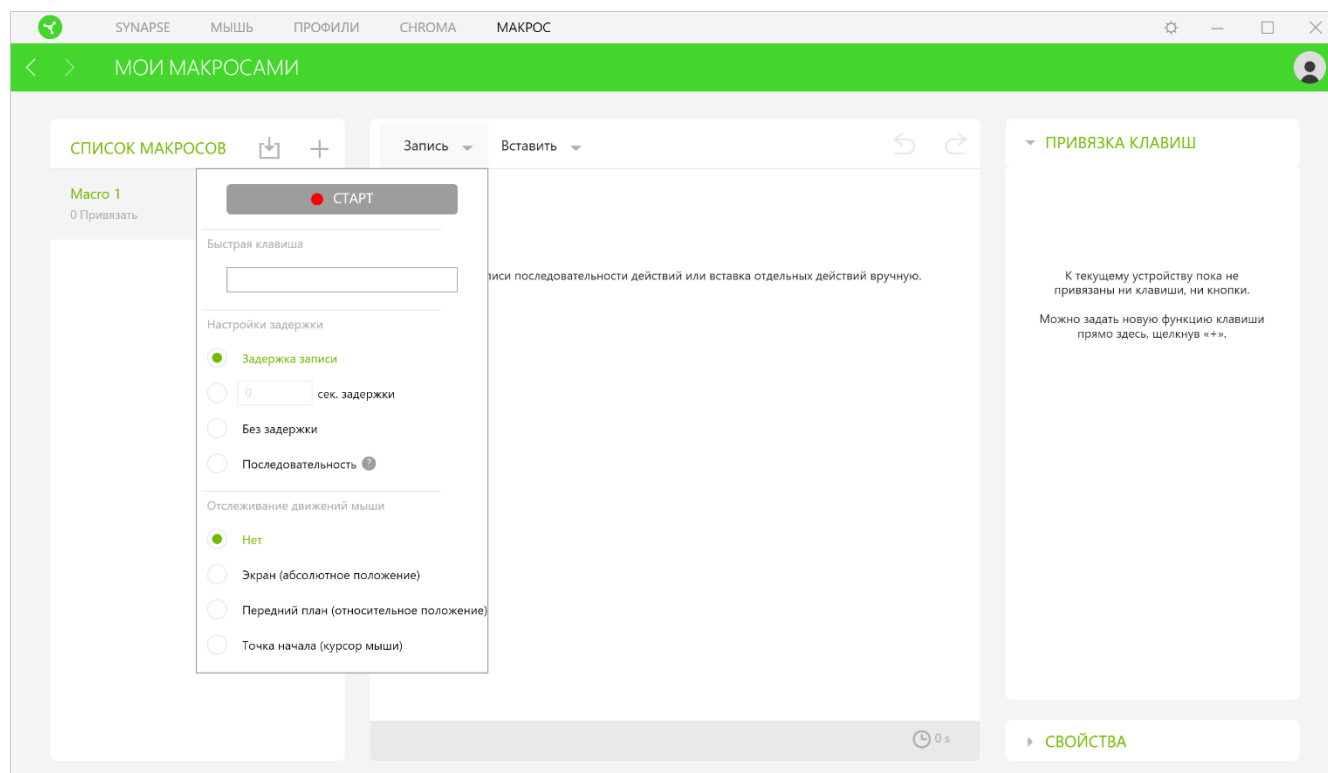 SYNAPSE МЫШЬ ПРОФИЛИ CHROMA МАКРОС
МОИ МАКРОСАМИ
СПИСОК МАКРОСОВ
Macro 1
0 Привязать
Запись Вставить
СТАРТ
Быстрая клавиша
Настройки задержки
Задержка записи
0 сек. задержки
Без задержки
Последовательность ?
Отслеживание движений мыши
Нет
Экран (абсолютное положение)
Передний план (относительное положение)
Точка начала (курсор мыши)
последовательности действий или вставка отдельных действий вручную.
0 s
ПРИВЯЗКА КЛАВИШ
К текущему устройству пока не
привязаны ни клавиши, ни кнопки.
Можно задать новую функцию клавиши
прямо здесь, щелкнув «+».
СВОЙСТВА